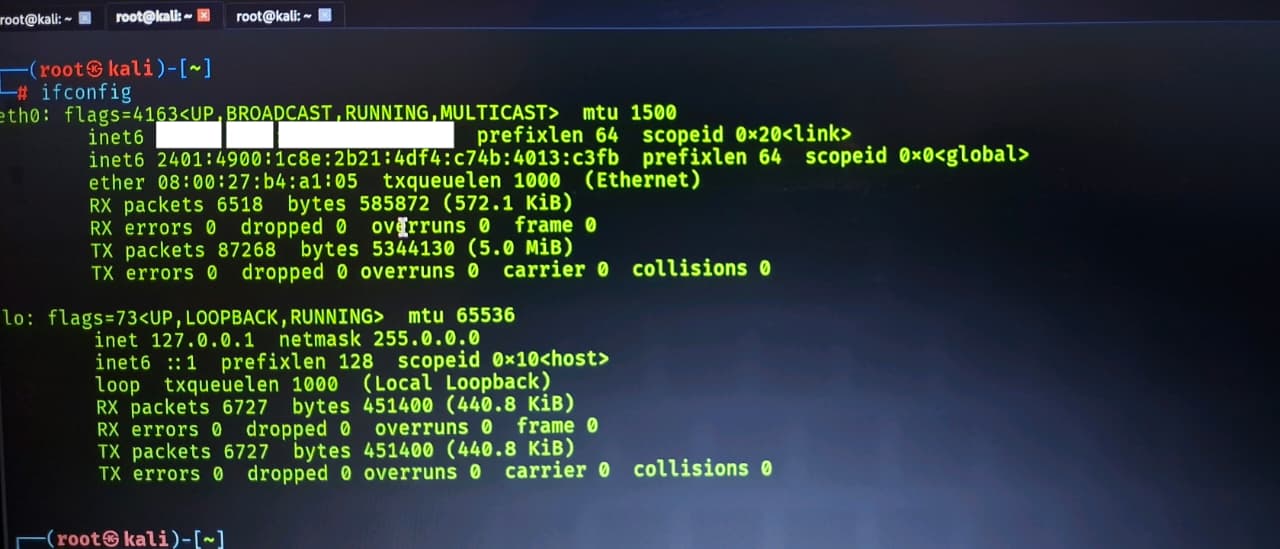 root@kali: ~ root@kali: ~ root@kali: ~
(root㉿kali)-[~]
# ifconfig
eth0: flags=4163<UP,BROADCAST,RUNNING,MULTICAST> mtu 1500
inet6 prefixlen 64 scopeid 0×20<link>
inet6 2401:4900:1c8e:2b21:4df4:c74b:4013:c3fb prefixlen 64 scopeid 0×0<global>
ether 08:00:27:b4:a1:05 txqueuelen 1000 (Ethernet)
RX packets 6518 bytes 585872 (572.1 KiB)
RX errors 0 dropped 0 overruns 0 frame 0
TX packets 87268 bytes 5344130 (5.0 MiB)
TX errors 0 dropped 0 overruns 0 carrier 0 collisions 0
lo: flags=73<UP,LOOPBACK,RUNNING> mtu 65536
inet 127.0.0.1 netmask 255.0.0.0
inet6 ::1 prefixlen 128 scopeid 0×10<host>
loop txqueuelen 1000 (Local Loopback)
RX packets 6727 bytes 451400 (440.8 KiB)
RX errors 0 dropped 0 overruns 0 frame 0
TX packets 6727 bytes 451400 (440.8 KiB)
TX errors 0 dropped 0 overruns 0 carrier 0 collisions 0
(root㉿kali)-[~]